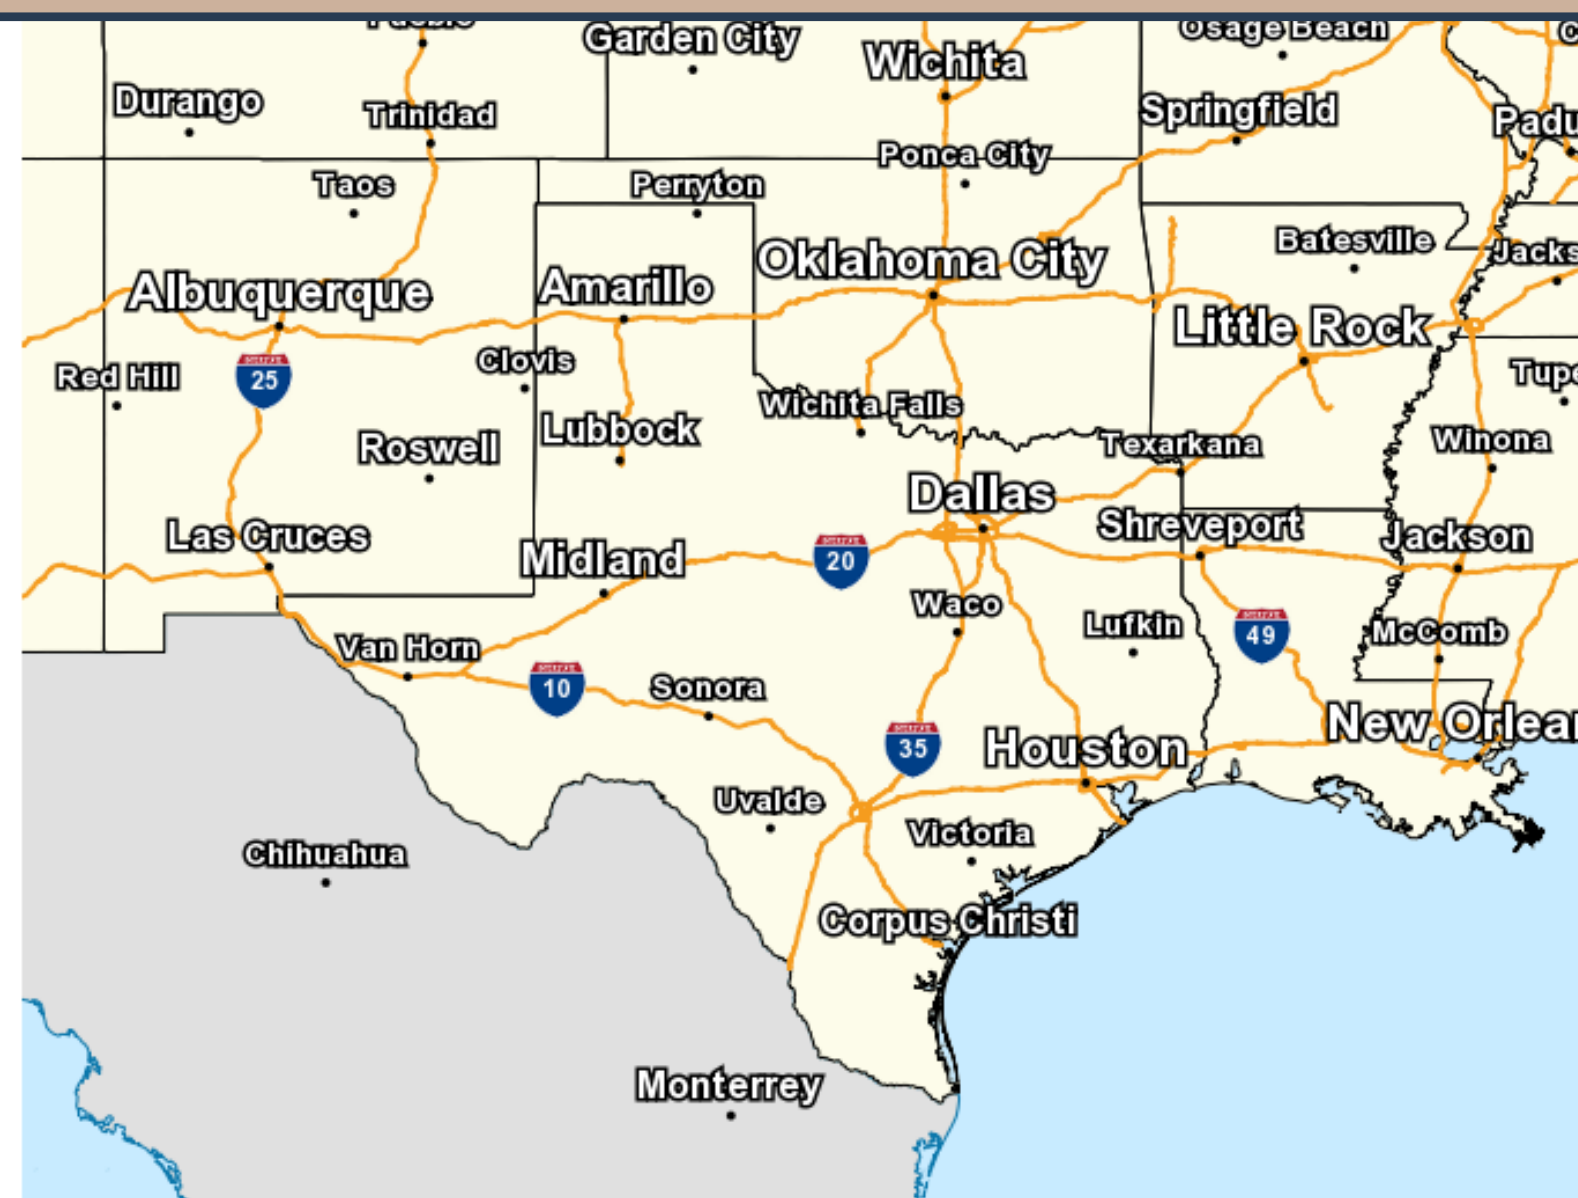 Pueblo
Garden City
Wichita
Osage Beach
Durango
Trinidad
Springfield
Padu
Ponca City
Taos
Perryton
Batesville
Oklahoma City
Jacks
Albuquerque
Amarillo
Little Rock
Clovis
Red Hill
25
Tupe
Wichita Falls
Lubbock
Roswell
Texarkana
Winona
Dallas
Las Cruces
Shreveport
Jackson
Midland
20
Waco
Lufkin
49
McComb
Van Horn
10
Sonora
35
Houston
New Orlean
Uvalde
Victoria
Chihuahua
Corpus Christi
Monterrey